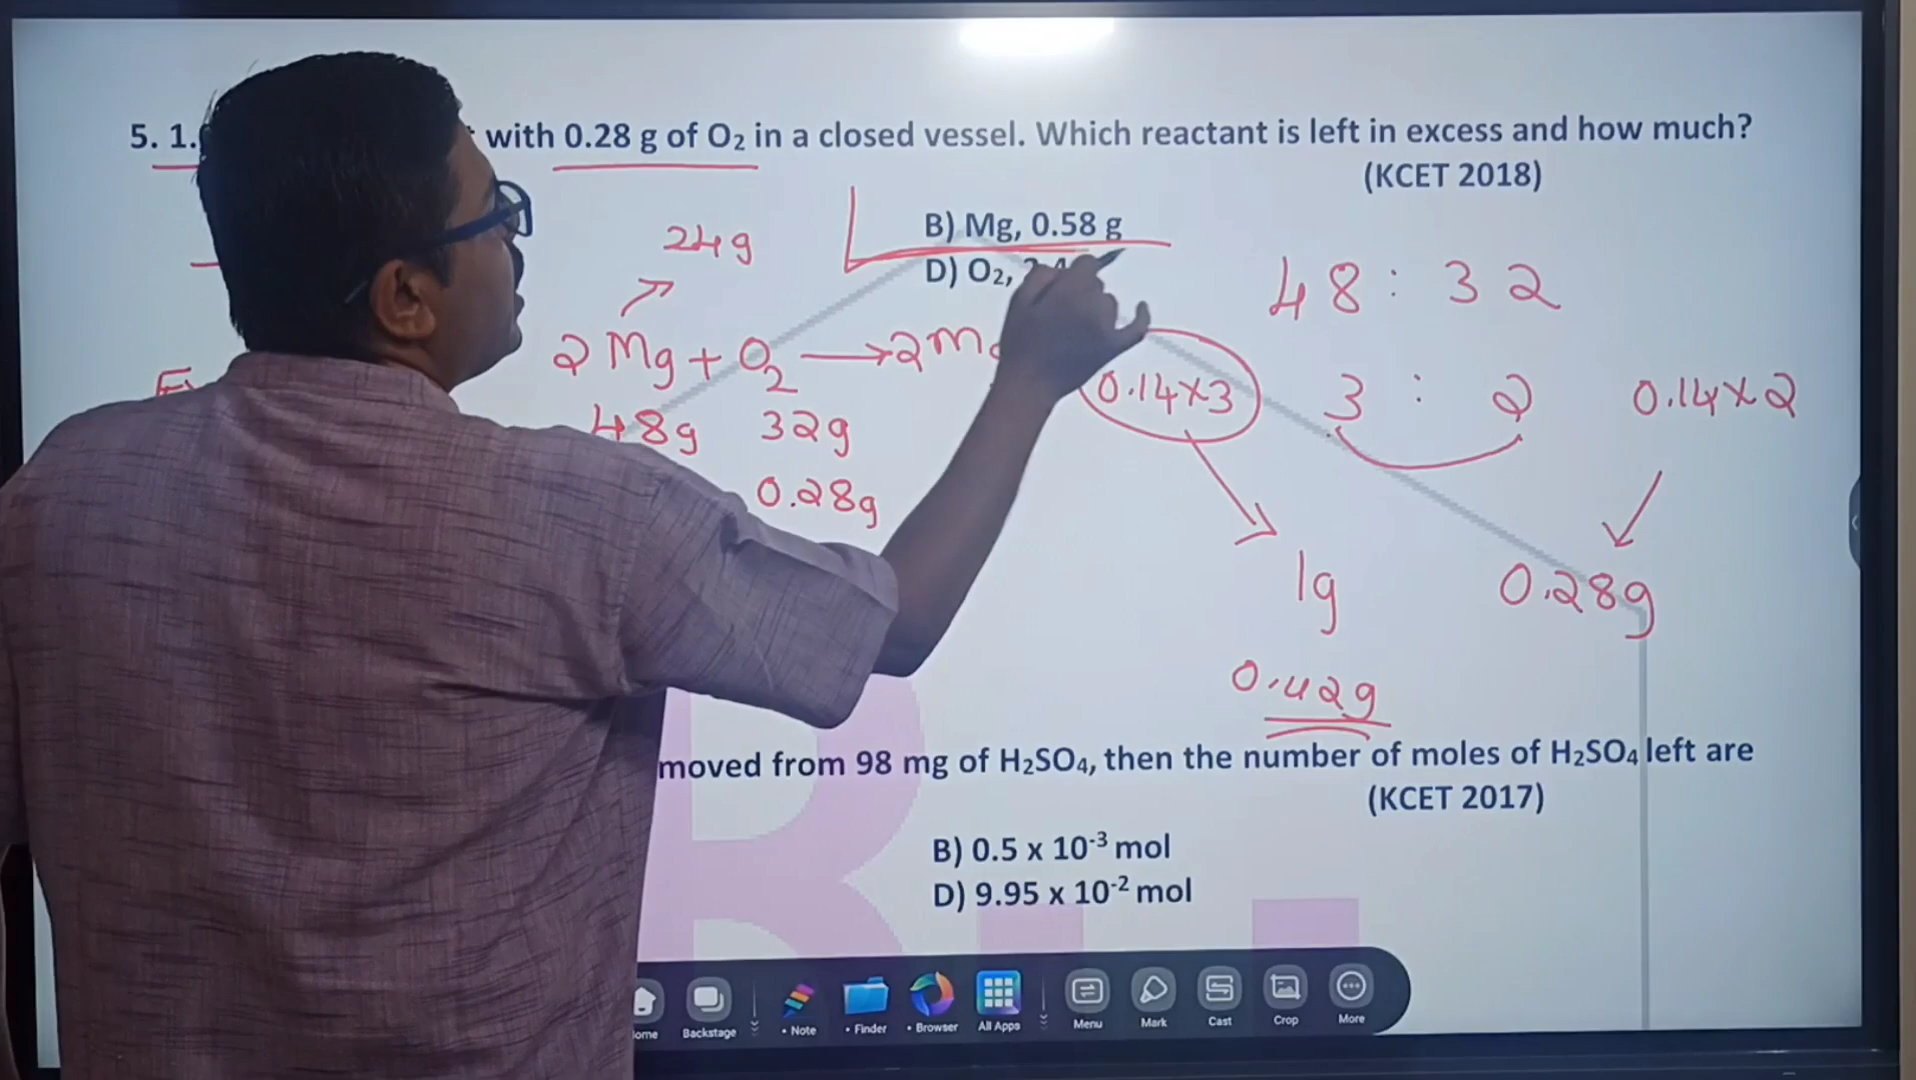 5. 1. with 0.28 g of O₂ in a closed vessel. Which reactant is left in excess and how much?
(KCET 2018)
B) Mg, 0.58 g
D) O₂,
24g
48 : 32
2Mg + O₂ → 2M
0.14×3
3 : 2
0.14×2
48g 32g
0.28g
1g
0.28g
0.42g
moved from 98 mg of H₂SO₄, then the number of moles of H₂SO₄ left are
(KCET 2017)
B) 0.5 x 10⁻³ mol
D) 9.95 x 10⁻² mol
ome Backstage • Note • Finder • Browser All Apps Menu Mark Cast Crop More